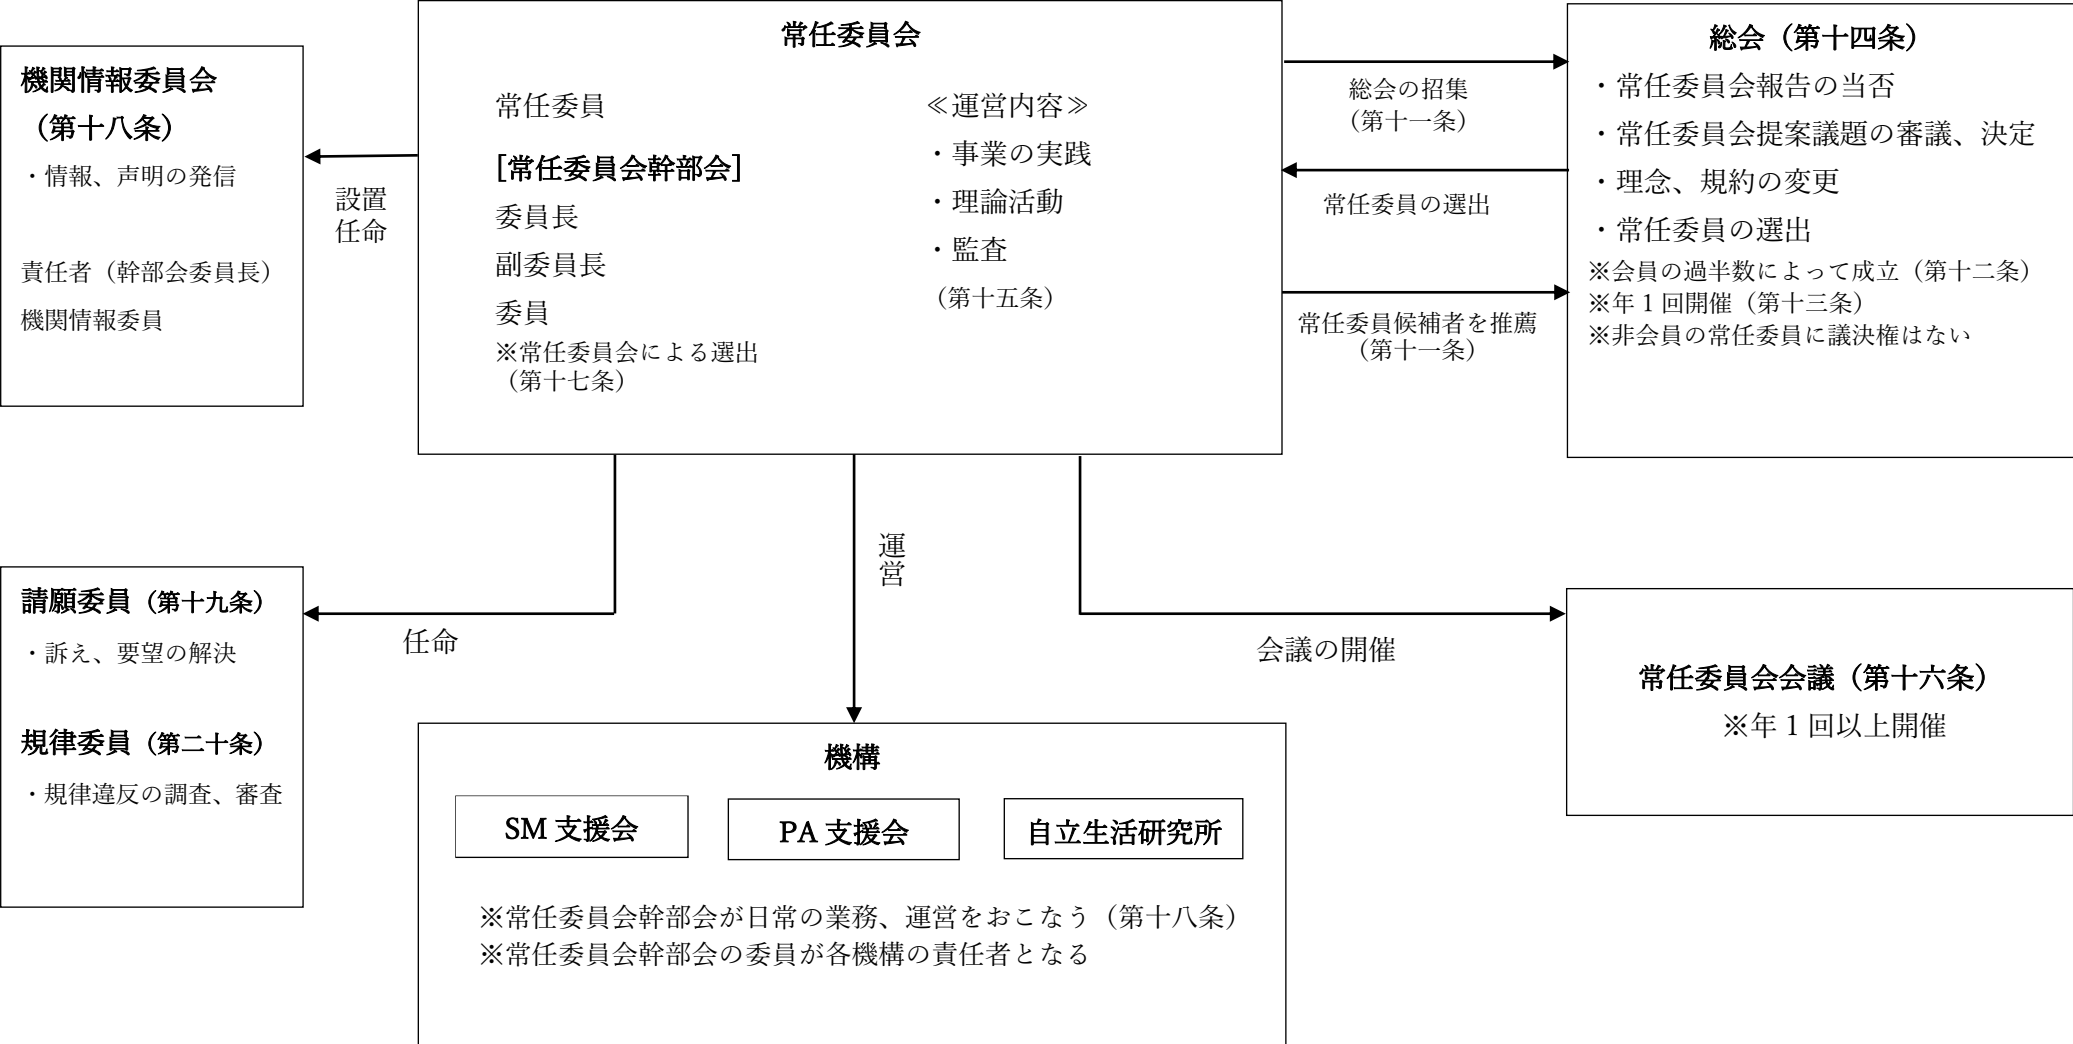 常任委員会
常任委員
[常任委員会幹部会]
委員長
副委員長
委員
※常任委員会による選出
（第十七条）
≪運営内容≫
・事業の実践
・理論活動
・監査
（第十五条）
機関情報委員会
（第十八条）
・情報、声明の発信
責任者（幹部会委員長）
機関情報委員
設置
任命
総会の招集
（第十一条）
常任委員の選出
常任委員候補者を推薦
（第十一条）
総会（第十四条）
・常任委員会報告の当否
・常任委員会提案議題の審議、決定
・理念、規約の変更
・常任委員の選出
※会員の過半数によって成立（第十二条）
※年 1 回開催（第十三条）
※非会員の常任委員に議決権はない
請願委員（第十九条）
・訴え、要望の解決
規律委員（第二十条）
・規律違反の調査、審査
任命
運営
会議の開催
常任委員会会議（第十六条）
※年 1 回以上開催
機構
SM 支援会
PA 支援会
自立生活研究所
※常任委員会幹部会が日常の業務、運営をおこなう（第十八条）
※常任委員会幹部会の委員が各機構の責任者となる